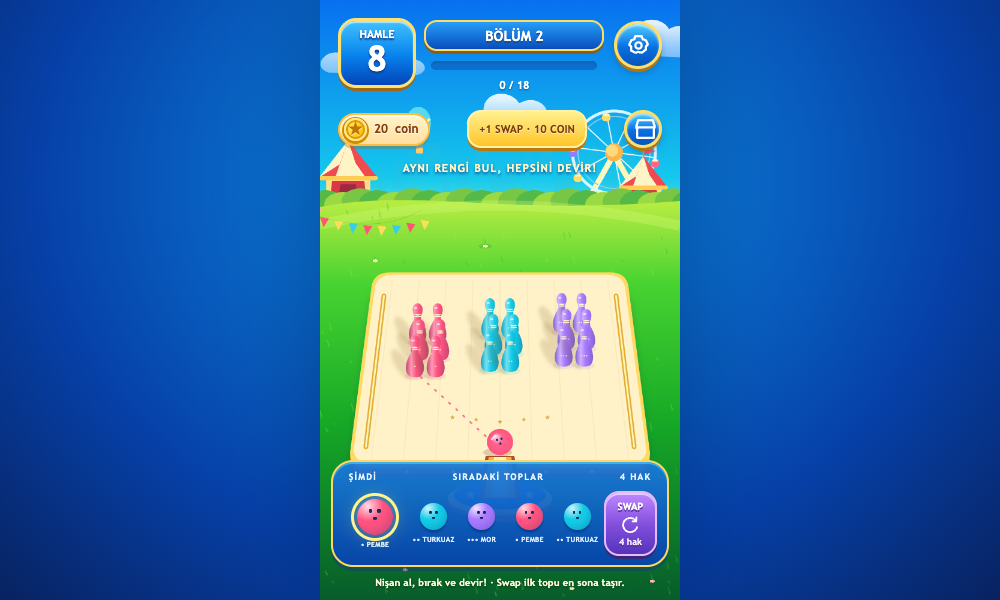 HAMLE
8
BÖLÜM 2
0 / 18
20 coin
+1 SWAP · 10 COIN
AYNI RENGİ BUL, HEPSİNİ DEVİR!
ŞİMDİ
SIRADAKİ TOPLAR
4 HAK
• PEMBE
•• TURKUAZ
••• MOR
• PEMBE
•• TURKUAZ
SWAP
4 hak
Nişan al, bırak ve devir! · Swap ilk topu en sona taşır.